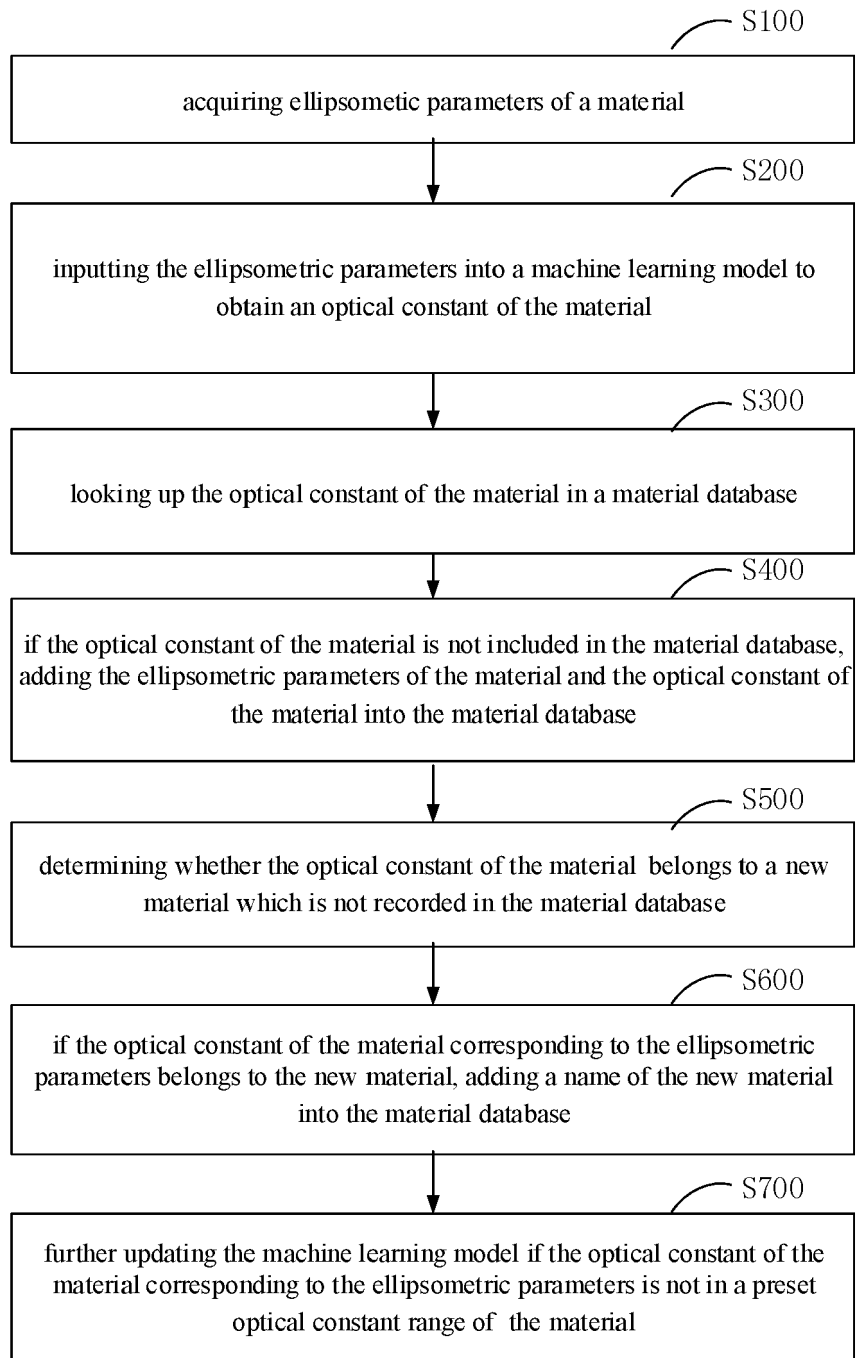 S100
acquiring ellipsometic parameters of a material
S200
inputting the ellipsometric parameters into a machine learning model to
obtain an optical constant of the material
S300
looking up the optical constant of the material in a material database
S400
if the optical constant of the material is not included in the material database,
adding the ellipsometric parameters of the material and the optical constant of
the material into the material database
S500
determining whether the optical constant of the material belongs to a new
material which is not recorded in the material database
S600
if the optical constant of the material corresponding to the ellipsometric
parameters belongs to the new material, adding a name of the new material
into the material database
S700
further updating the machine learning model if the optical constant of the
material corresponding to the ellipsometric parameters is not in a preset
optical constant range of the material